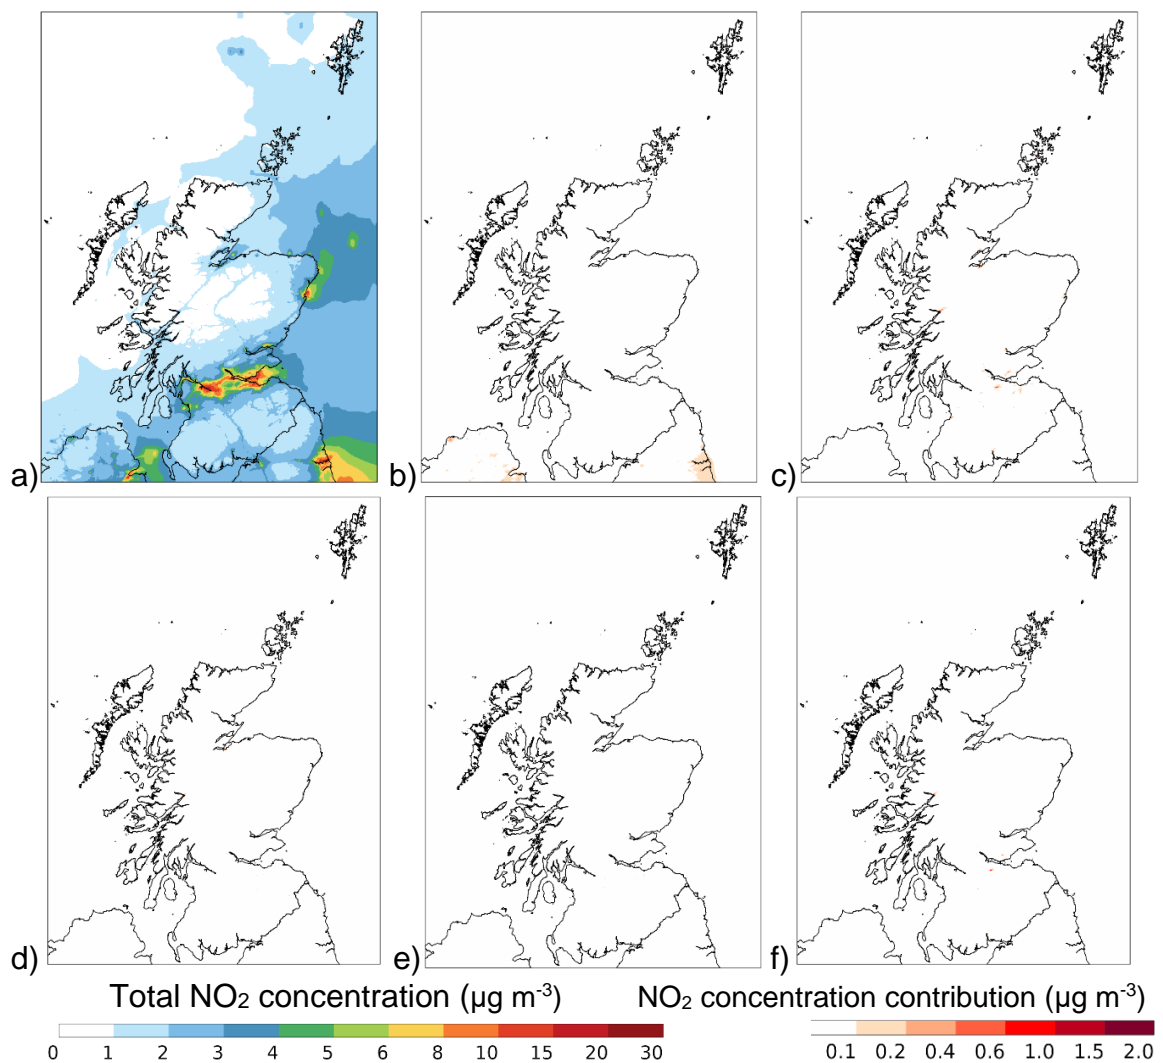 a) b) c)
d) e) f)
Total NO₂ concentration (µg m⁻³) NO₂ concentration contribution (µg m⁻³)
0 1 2 3 4 5 6 8 10 15 20 30 0.1 0.2 0.4 0.6 1.0 1.5 2.0